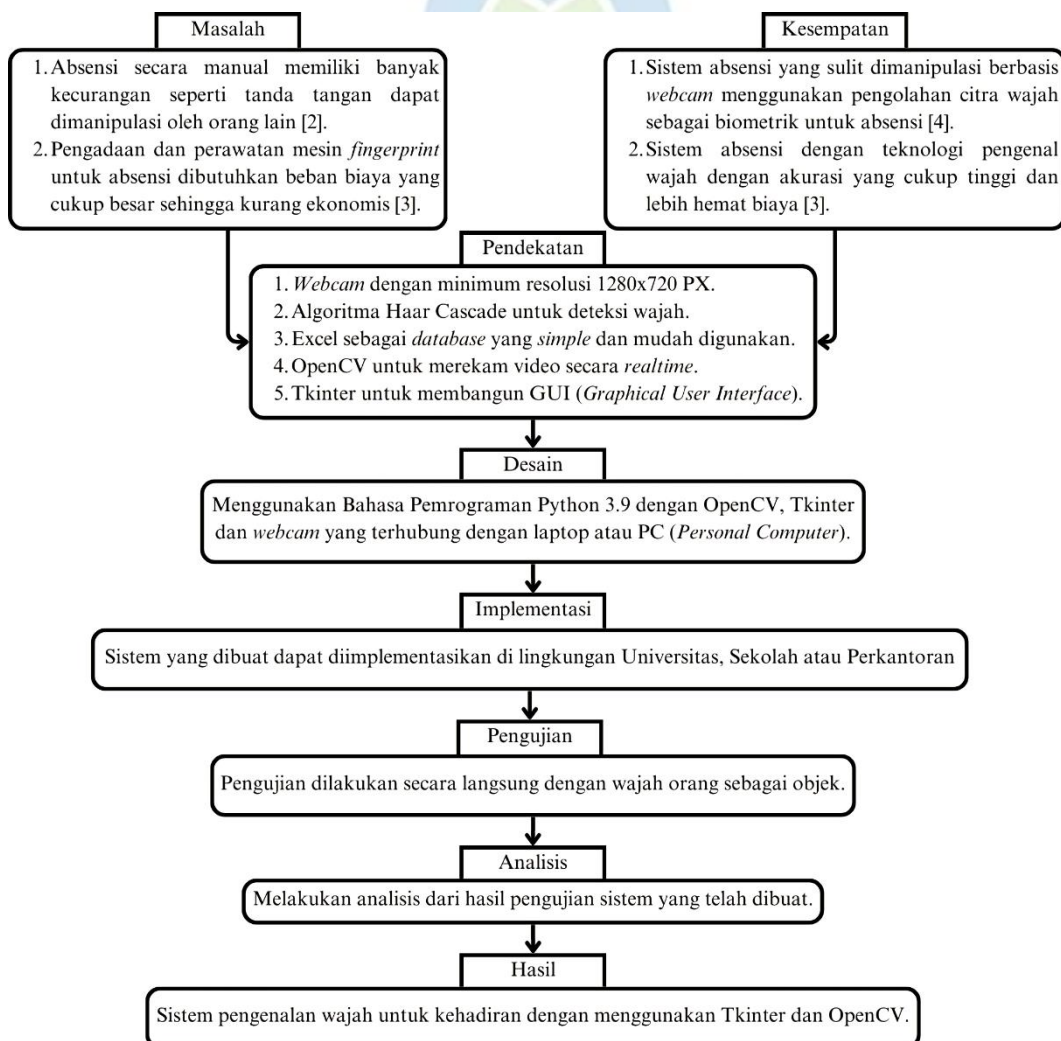 Masalah
1. Absensi secara manual memiliki banyak
kecurangan seperti tanda tangan dapat
dimanipulasi oleh orang lain [2].
2. Pengadaan dan perawatan mesin fingerprint
untuk absensi dibutuhkan beban biaya yang
cukup besar sehingga kurang ekonomis [3].
Kesempatan
1. Sistem absensi yang sulit dimanipulasi berbasis
webcam menggunakan pengolahan citra wajah
sebagai biometrik untuk absensi [4].
2. Sistem absensi dengan teknologi pengenal
wajah dengan akurasi yang cukup tinggi dan
lebih hemat biaya [3].
Pendekatan
1. Webcam dengan minimum resolusi 1280x720 PX.
2. Algoritma Haar Cascade untuk deteksi wajah.
3. Excel sebagai database yang simple dan mudah digunakan.
4. OpenCV untuk merekam video secara realtime.
5. Tkinter untuk membangun GUI (Graphical User Interface).
Desain
Menggunakan Bahasa Pemrograman Python 3.9 dengan OpenCV, Tkinter
dan webcam yang terhubung dengan laptop atau PC (Personal Computer).
Implementasi
Sistem yang dibuat dapat diimplementasikan di lingkungan Universitas, Sekolah atau Perkantoran
Pengujian
Pengujian dilakukan secara langsung dengan wajah orang sebagai objek.
Analisis
Melakukan analisis dari hasil pengujian sistem yang telah dibuat.
Hasil
Sistem pengenalan wajah untuk kehadiran dengan menggunakan Tkinter dan OpenCV.